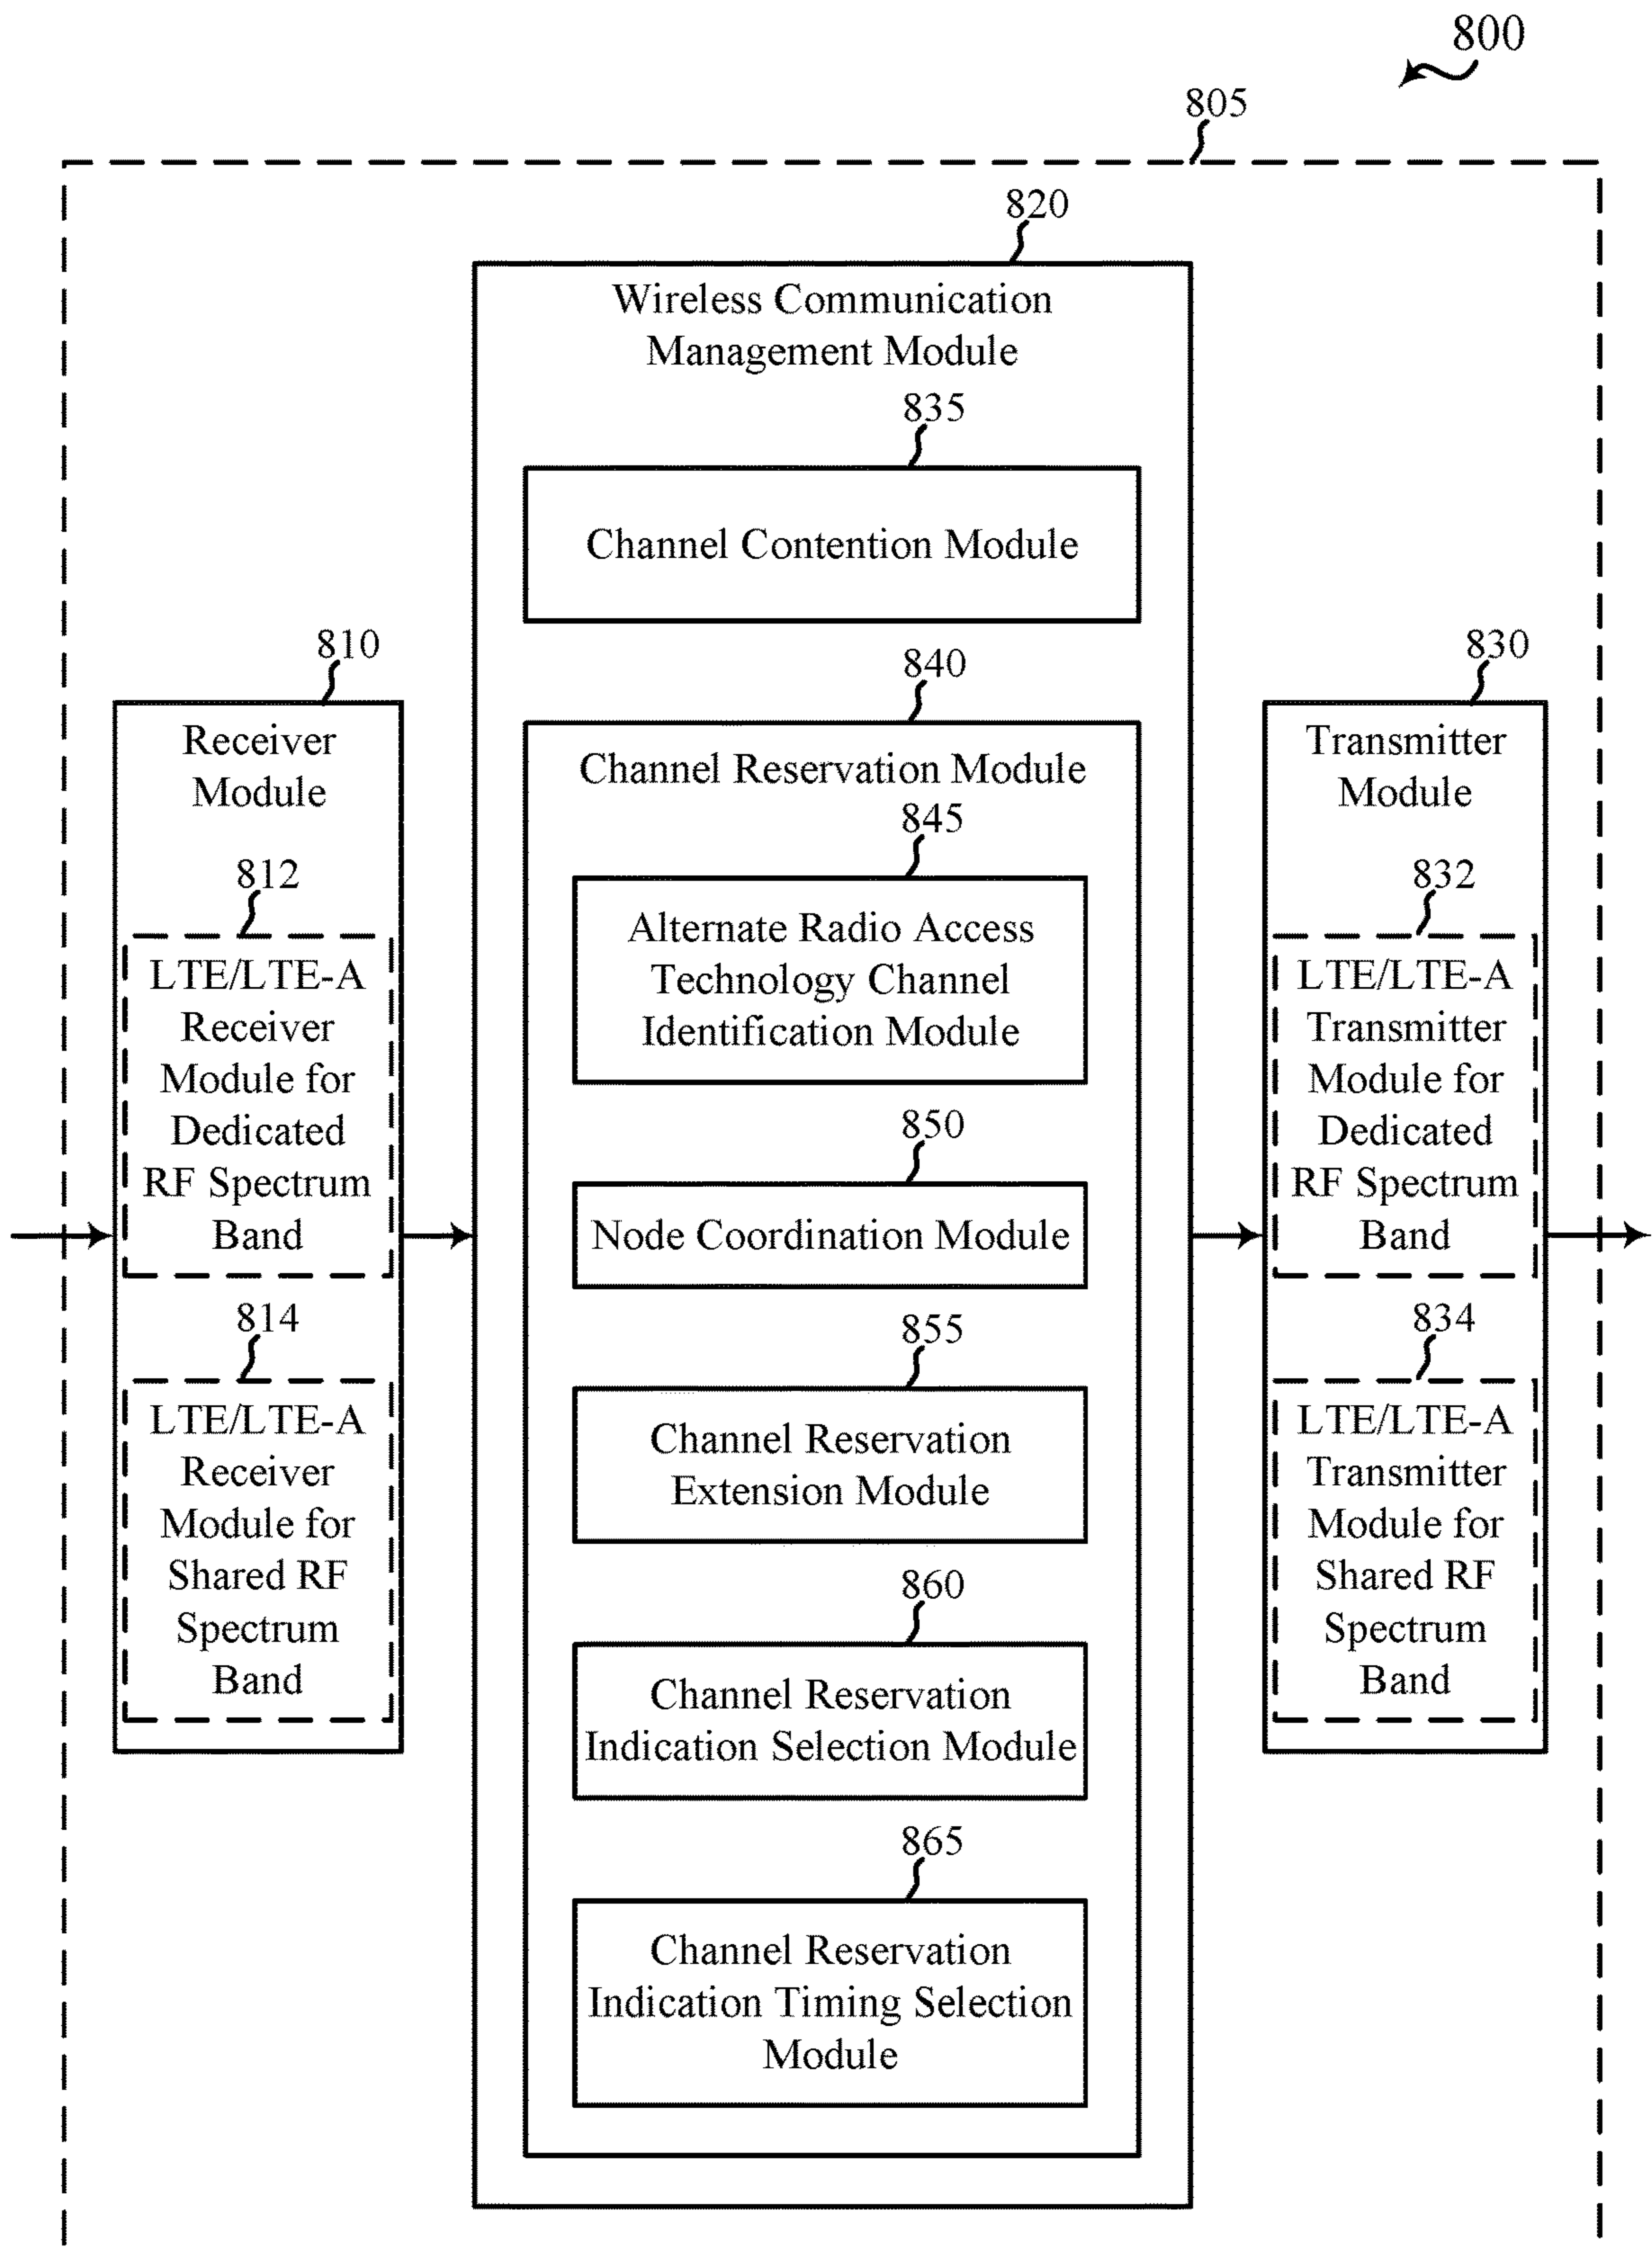 800
805
820
Wireless Communication
Management Module
835
Channel Contention Module
810
Receiver
Module
812
LTE/LTE-A
Receiver
Module for
Dedicated
RF Spectrum
Band
814
LTE/LTE-A
Receiver
Module for
Shared RF
Spectrum
Band
840
Channel Reservation Module
845
Alternate Radio Access
Technology Channel
Identification Module
850
Node Coordination Module
855
Channel Reservation
Extension Module
860
Channel Reservation
Indication Selection Module
865
Channel Reservation
Indication Timing Selection
Module
830
Transmitter
Module
832
LTE/LTE-A
Transmitter
Module for
Dedicated
RF Spectrum
Band
834
LTE/LTE-A
Transmitter
Module for
Shared RF
Spectrum
Band